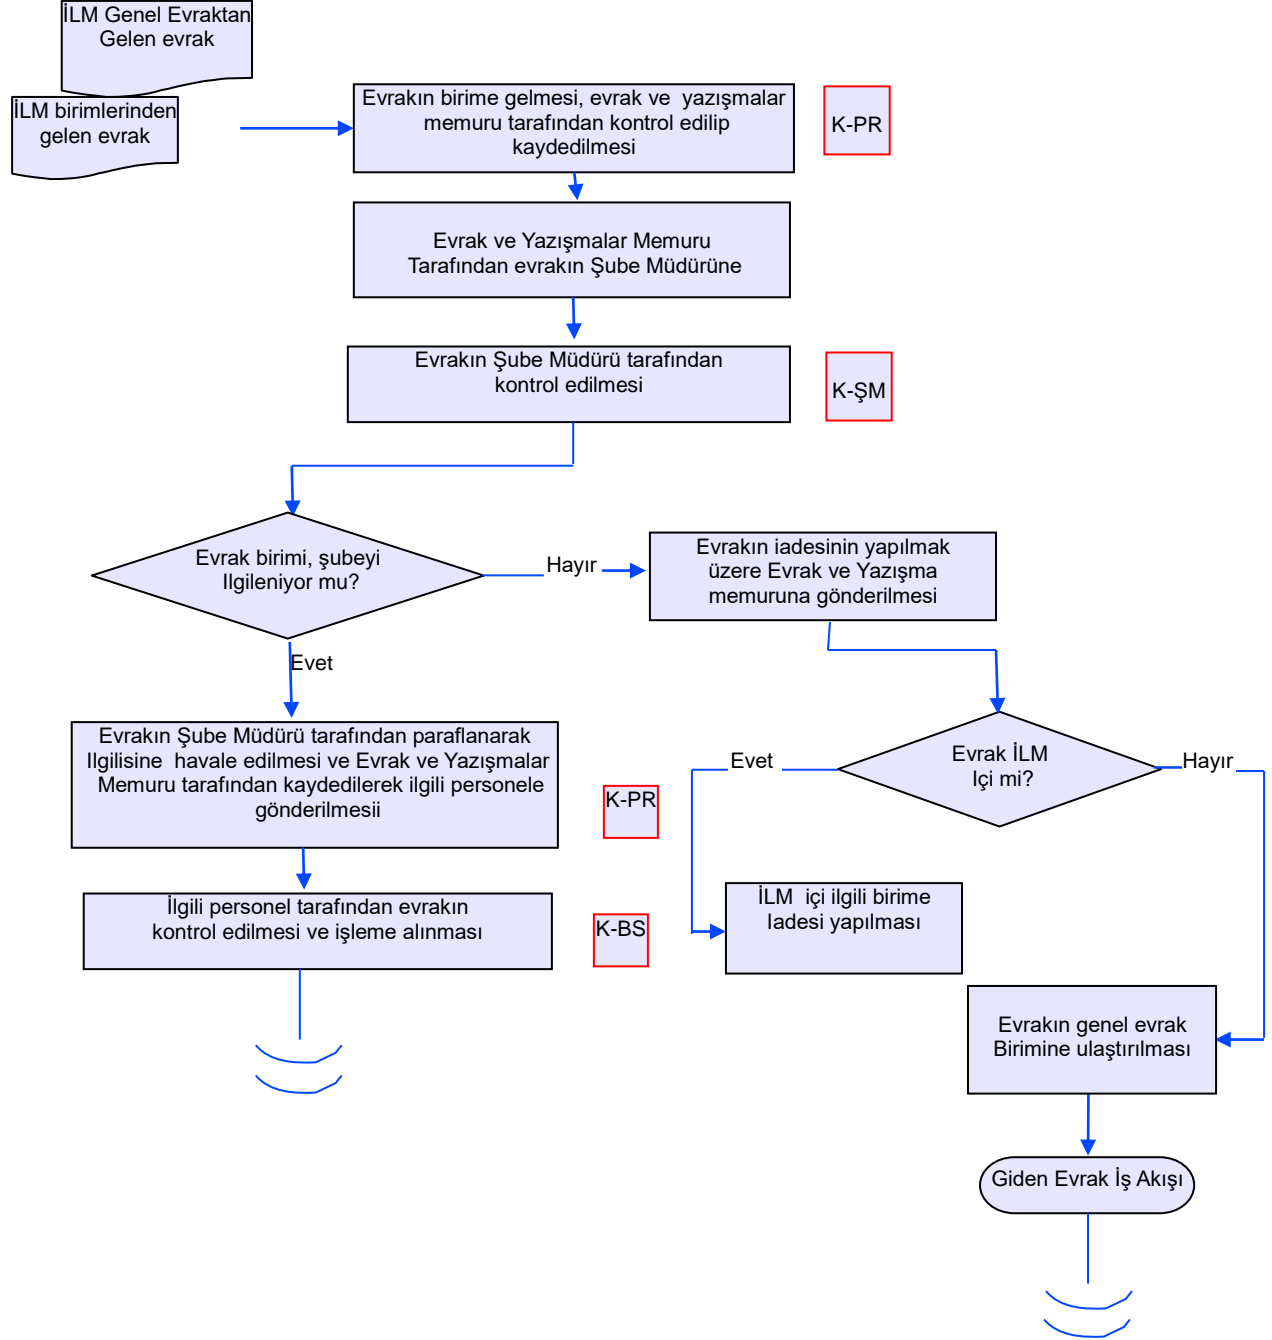 İLM Genel Evraktan
Gelen evrak
İLM birimlerinden
gelen evrak
Evrakın birime gelmesi, evrak ve yazışmalar
memuru tarafından kontrol edilip
kaydedilmesi
K-PR
Evrak ve Yazışmalar Memuru
Tarafından evrakın Şube Müdürüne
Evrakın Şube Müdürü tarafından
kontrol edilmesi
K-ŞM
Evrak birimi, şubeyi
Ilgileniyor mu?
Hayır
Evrakın iadesinin yapılmak
üzere Evrak ve Yazışma
memuruna gönderilmesi
Evet
Evrakın Şube Müdürü tarafından paraflanarak
Ilgilisine havale edilmesi ve Evrak ve Yazışmalar
Memuru tarafından kaydedilerek ilgili personele
gönderilmesii
K-PR
Evrak İLM
Içi mi?
Evet
Hayır
İlgili personel tarafından evrakın
kontrol edilmesi ve işleme alınması
K-BS
İLM içi ilgili birime
Iadesi yapılması
Evrakın genel evrak
Birimine ulaştırılması
Giden Evrak İş Akışı